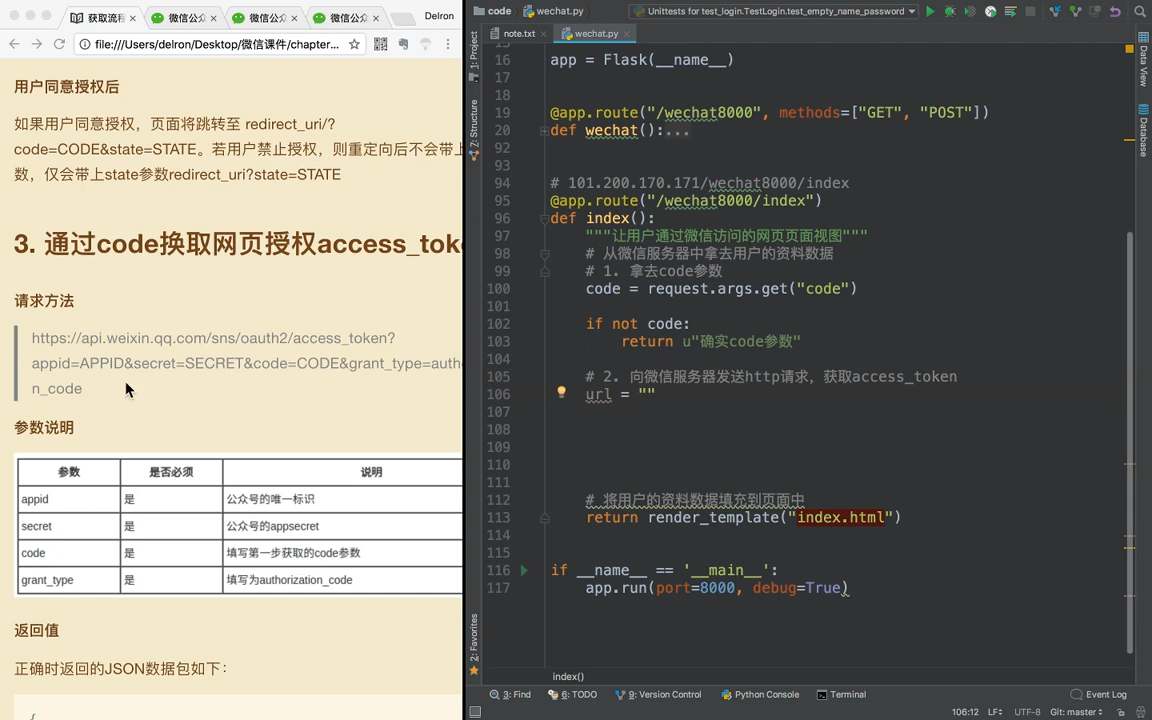 获取流程
微信公众
微信公众
微信公众
Delron
file:///Users/delron/Desktop/微信课件/chapter...
用户同意授权后
如果用户同意授权，页面将跳转至 redirect_uri/?
code=CODE&state=STATE。若用户禁止授权，则重定向后不会带上
数，仅会带上state参数redirect_uri?state=STATE
3. 通过code换取网页授权access_tok
请求方法
https://api.weixin.qq.com/sns/oauth2/access_token?
appid=APPID&secret=SECRET&code=CODE&grant_type=auth
n_code
参数说明
参数 是否必须 说明
appid 是 公众号的唯一标识
secret 是 公众号的appsecret
code 是 填写第一步获取的code参数
grant_type 是 填写为authorization_code
返回值
正确时返回的JSON数据包如下：
{
code wechat.py
Unittests for test_login.TestLogin.test_empty_name_password
note.txt wechat.py
1: Project
Z: Structure
2: Favorites
Data View
Database
16 app = Flask(__name__)
17
18
19 @app.route("/wechat8000", methods=["GET", "POST"])
20 def wechat():...
92
93
94 # 101.200.170.171/wechat8000/index
95 @app.route("/wechat8000/index")
96 def index():
97 """让用户通过微信访问的网页页面视图"""
98 # 从微信服务器中拿去用户的资料数据
99 # 1. 拿去code参数
100 code = request.args.get("code")
101
102 if not code:
103 return u"确实code参数"
104
105 # 2. 向微信服务器发送http请求，获取access_token
106 url = ""
107
108
109
110
111
112 # 将用户的资料数据填充到页面中
113 return render_template("index.html")
114
115
116 if __name__ == '__main__':
117 app.run(port=8000, debug=True)
index()
3: Find 6: TODO 9: Version Control Python Console Terminal Event Log
106:12 LF UTF-8 Git: master